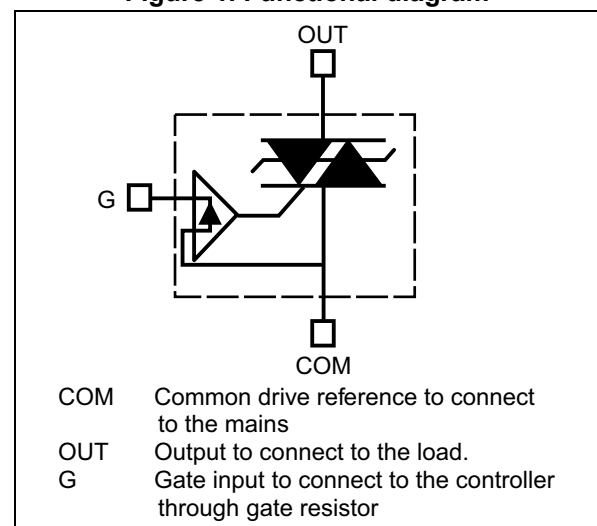 Figure 1. Functional diagram
OUT
G
COM
COM Common drive reference to connect
to the mains
OUT Output to connect to the load.
G Gate input to connect to the controller
through gate resistor